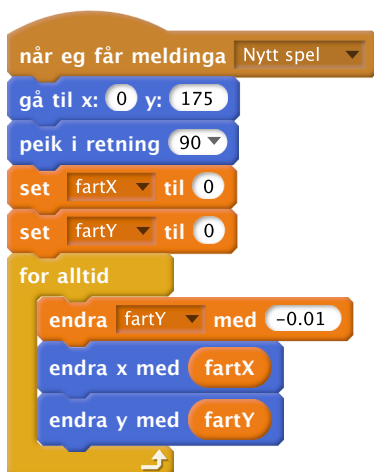 når eg får meldinga Nytt spel
gå til x: 0 y: 175
peik i retning 90
set fartX til 0
set fartY til 0
for alltid
endra fartY med -0.01
endra x med fartX
endra y med fartY